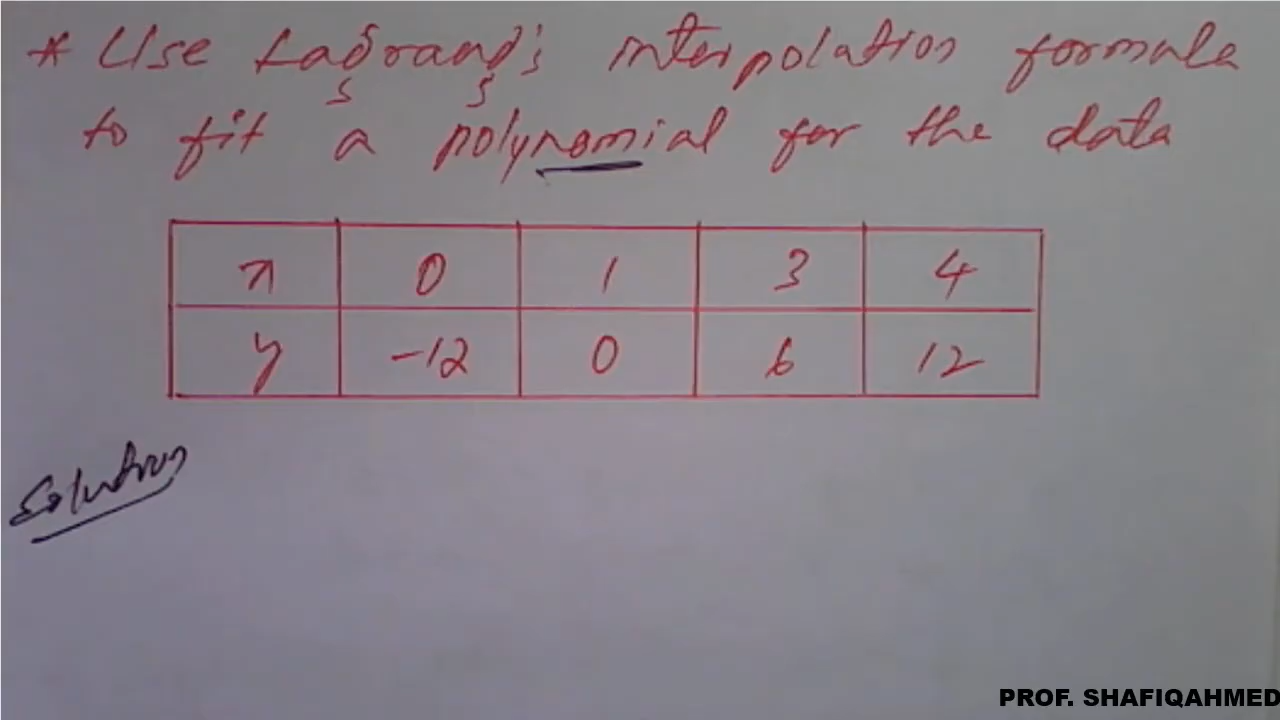 * Use Lagrang's interpolation formula
to fit a polynomial for the data
x 0 1 3 4
y -12 0 6 12
Solution
PROF. SHAFIQAHMED